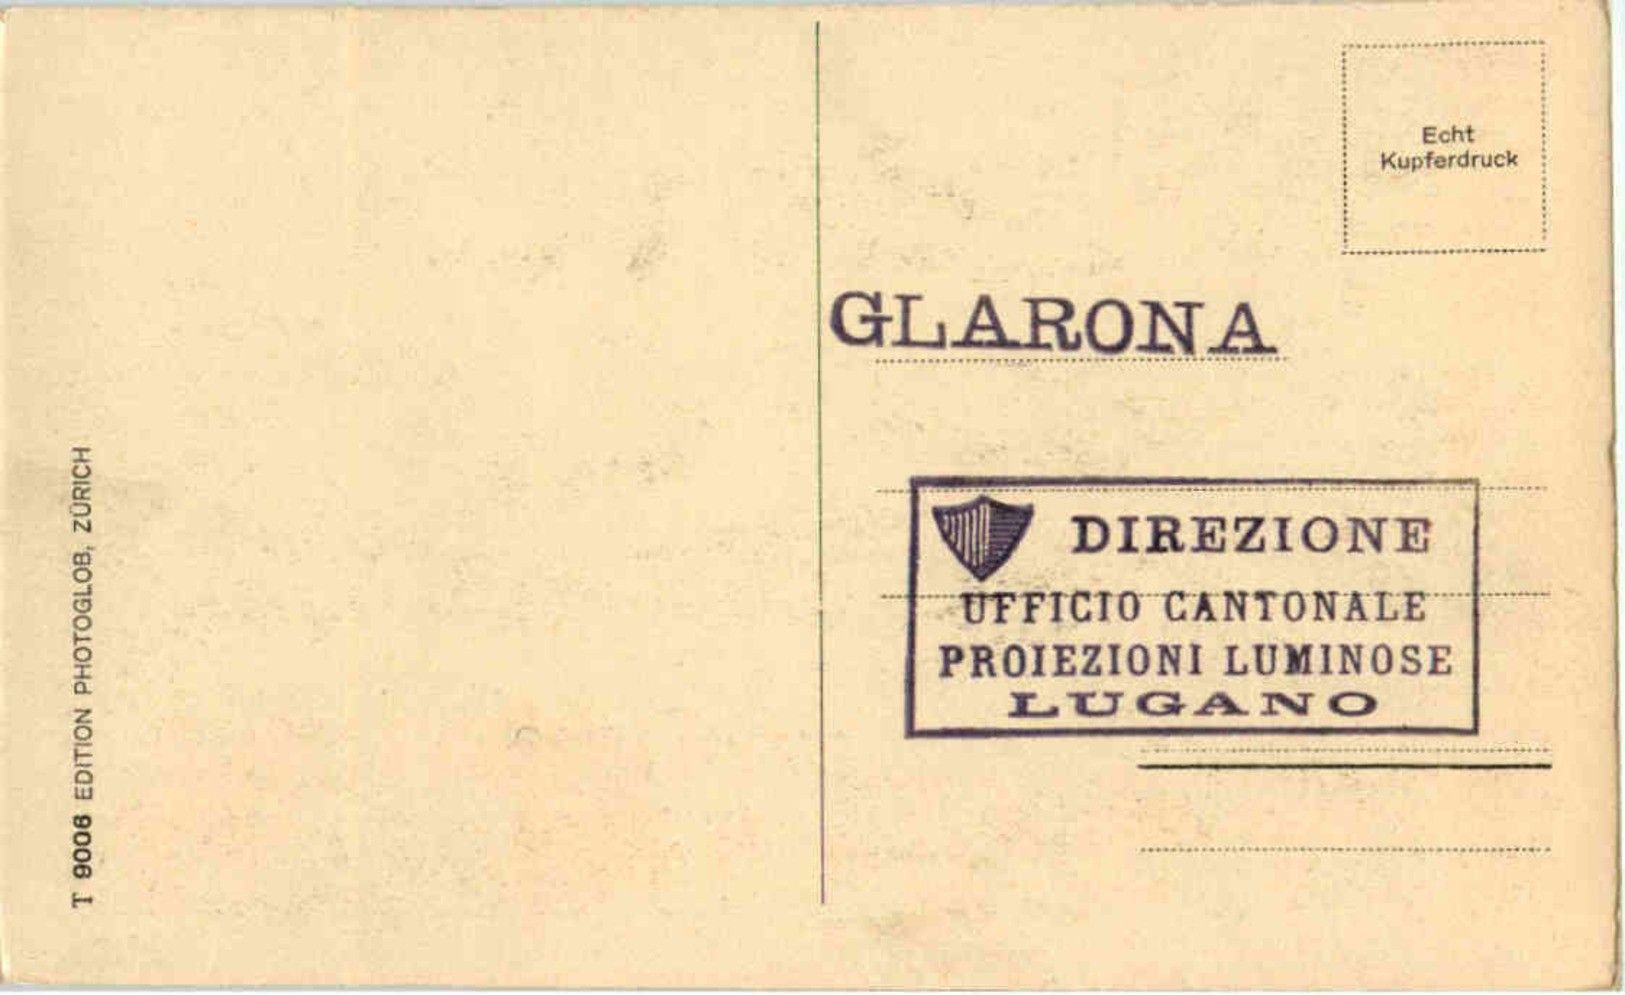 Echt
Kupferdruck
GLARONA
DIREZIONE
UFFICIO CANTONALE
PROIEZIONI LUMINOSE
LUGANO
T 9006 EDITION PHOTOGLOB, ZÜRICH